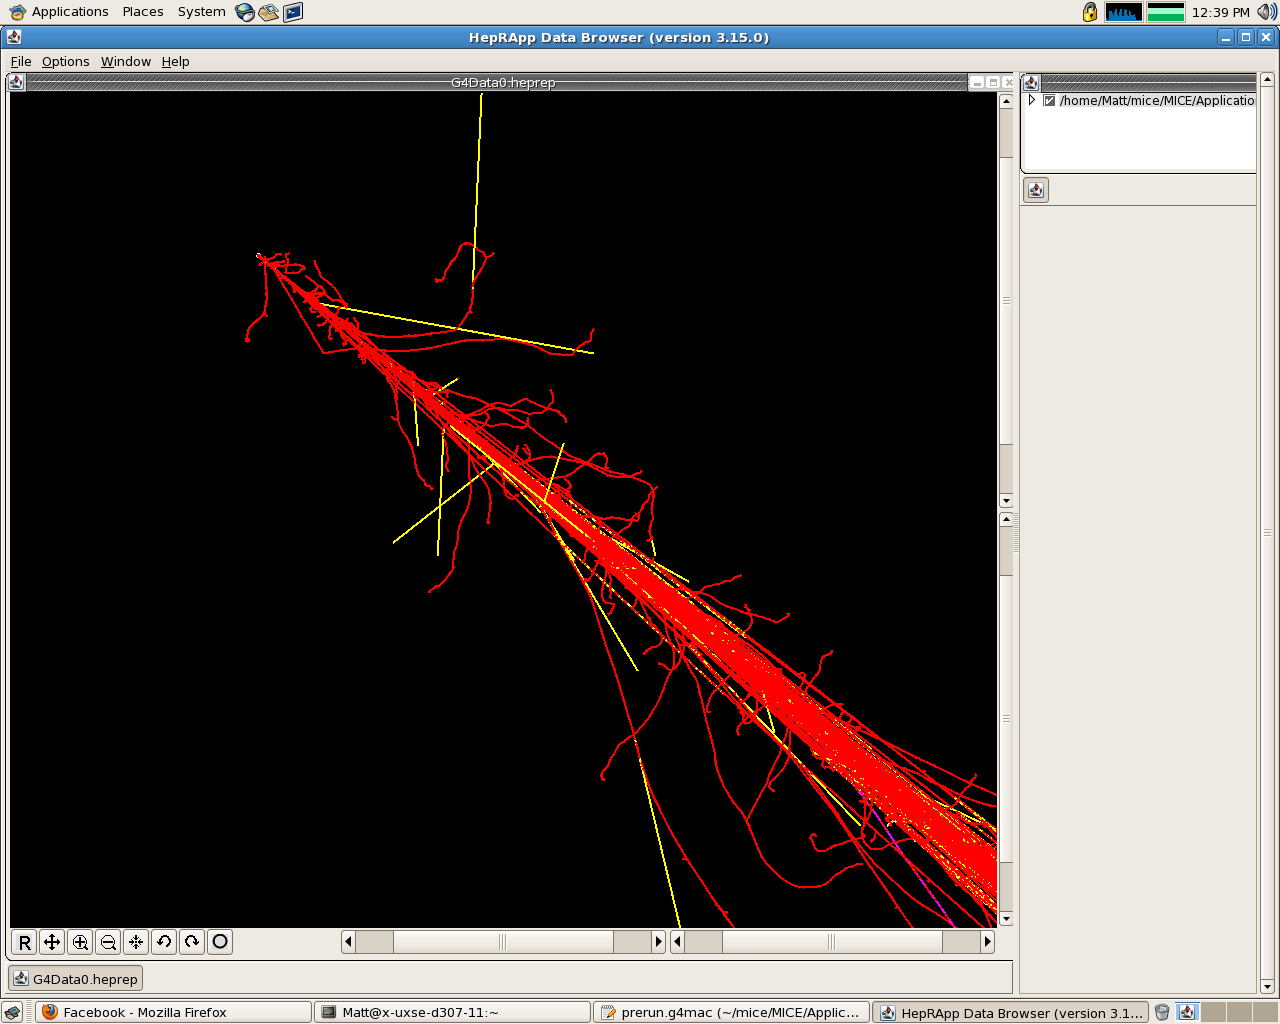 Applications Places System 12:39 PM
HepRApp Data Browser (version 3.15.0)
File Options Window Help
G4Data0.heprep
/home/Matt/mice/MICE/Applicatio
R
G4Data0.heprep
Facebook - Mozilla Firefox Matt@x-uxse-d307-11:~ prerun.g4mac (~/mice/MICE/Applic... HepRApp Data Browser (version 3.1...